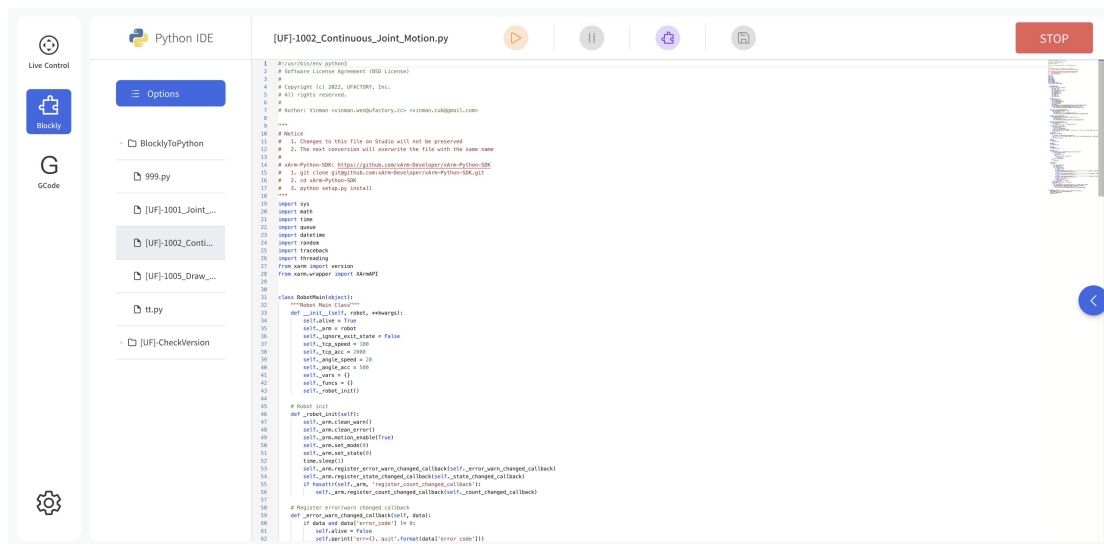 Live Control
Blockly
G
GCode
Python IDE
Options
BlocklyToPython
999.py
[UF]-1001_Joint_...
[UF]-1002_Conti...
[UF]-1005_Draw_...
tt.py
[UF]-CheckVersion
[UF]-1002_Continuous_Joint_Motion.py
STOP
1 #!/usr/bin/env python3
2 # Software License Agreement (BSD License)
3 #
4 # Copyright (c) 2022, UFACTORY, Inc.
5 # All rights reserved.
6 #
7 # Author: Vinman <vinman.wen@ufactory.cc> <vinman.cub@gmail.com>
8
9 """
10 # Notice
11 #   1. Changes to this file on Studio will not be preserved
12 #   2. The next conversion will overwrite the file with the same name
13 #
14 # xArm-Python-SDK: https://github.com/xArm-Developer/xArm-Python-SDK
15 #   1. git clone git@github.com:xArm-Developer/xArm-Python-SDK.git
16 #   2. cd xArm-Python-SDK
17 #   3. python setup.py install
18 """
19 import sys
20 import math
21 import time
22 import queue
23 import datetime
24 import random
25 import traceback
26 import threading
27 from xarm import version
28 from xarm.wrapper import XArmAPI
29
30
31 class RobotMain(object):
32     """Robot Main Class"""
33     def __init__(self, robot, **kwargs):
34         self.alive = True
35         self._arm = robot
36         self._ignore_exit_state = False
37         self._tcp_speed = 100
38         self._tcp_acc = 2000
39         self._angle_speed = 20
40         self._angle_acc = 500
41         self._vars = {}
42         self._funcs = {}
43         self._robot_init()
44
45     # Robot init
46     def _robot_init(self):
47         self._arm.clean_warn()
48         self._arm.clean_error()
49         self._arm.motion_enable(True)
50         self._arm.set_mode(0)
51         self._arm.set_state(0)
52         time.sleep(1)
53         self._arm.register_error_warn_changed_callback(self._error_warn_changed_callback)
54         self._arm.register_state_changed_callback(self._state_changed_callback)
55         if hasattr(self._arm, 'register_count_changed_callback'):
56             self._arm.register_count_changed_callback(self._count_changed_callback)
57
58     # Register error/warn changed callback
59     def _error_warn_changed_callback(self, data):
60         if data and data['error_code'] != 0:
61             self.alive = False
62             self.pprint('err={}, quit'.format(data['error_code']))